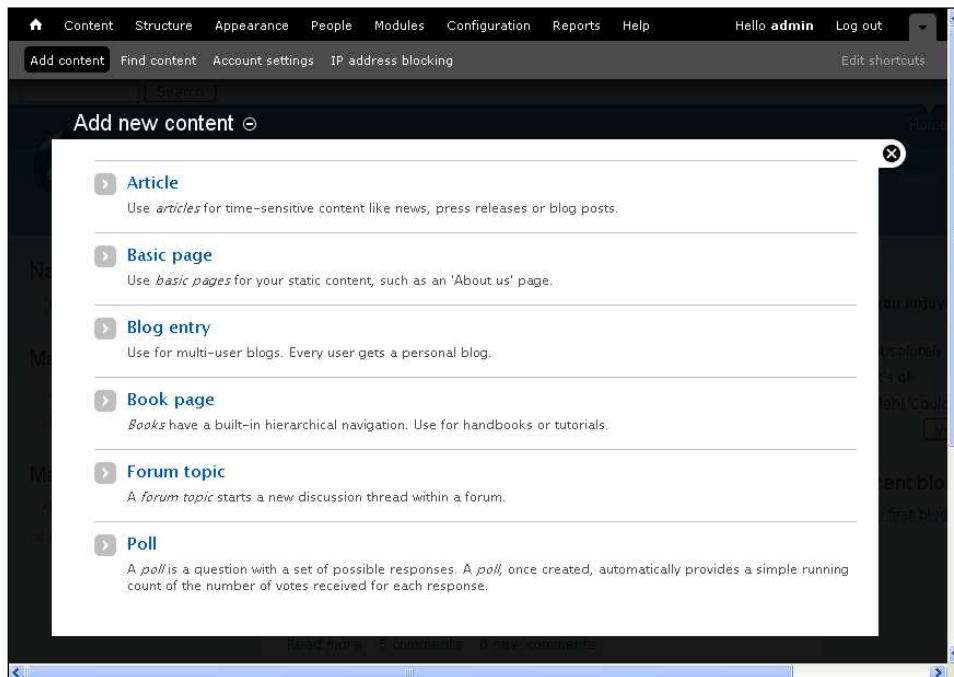 Content Structure Appearance People Modules Configuration Reports Help Hello admin Log out
Add content Find content Account settings IP address blocking Edit shortcuts
Search
Home
Add new content
Article
Use articles for time-sensitive content like news, press releases or blog posts.
Basic page
Use basic pages for your static content, such as an 'About us' page.
Blog entry
Use for multi-user blogs. Every user gets a personal blog.
Book page
Books have a built-in hierarchical navigation. Use for handbooks or tutorials.
Forum topic
A forum topic starts a new discussion thread within a forum.
Poll
A poll is a question with a set of possible responses. A poll, once created, automatically provides a simple running
count of the number of votes received for each response.
Read more 5 comments 0 new comments